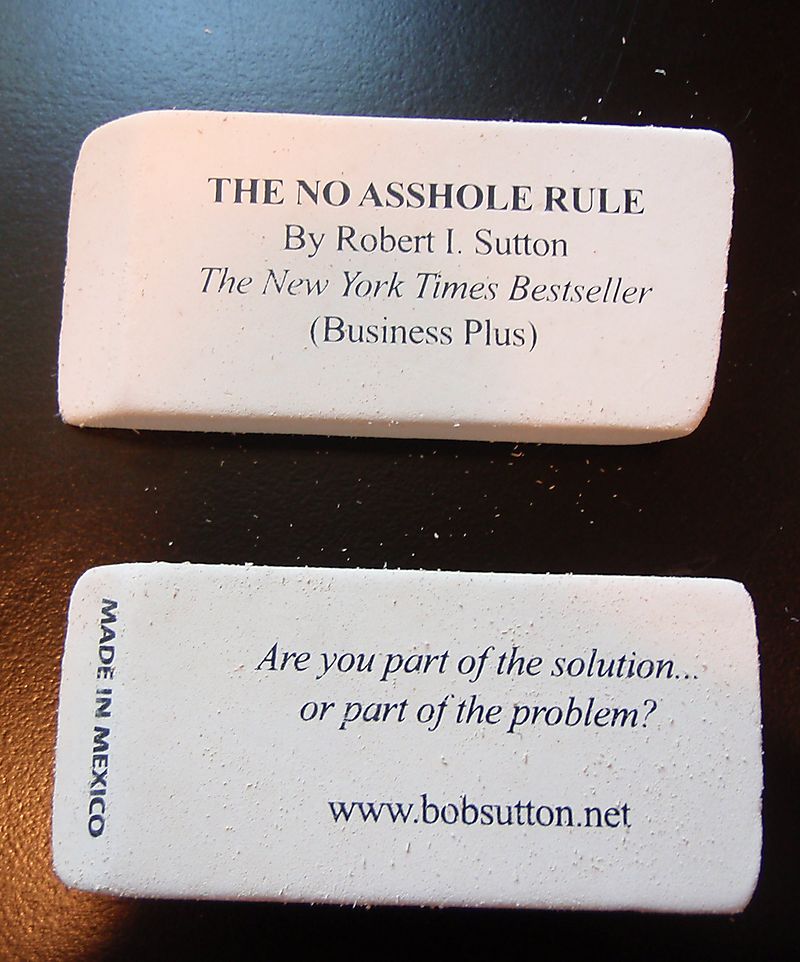 THE NO ASSHOLE RULE
By Robert I. Sutton
The New York Times Bestseller
(Business Plus)
MADE IN MEXICO
Are you part of the solution...
or part of the problem?
www.bobsutton.net